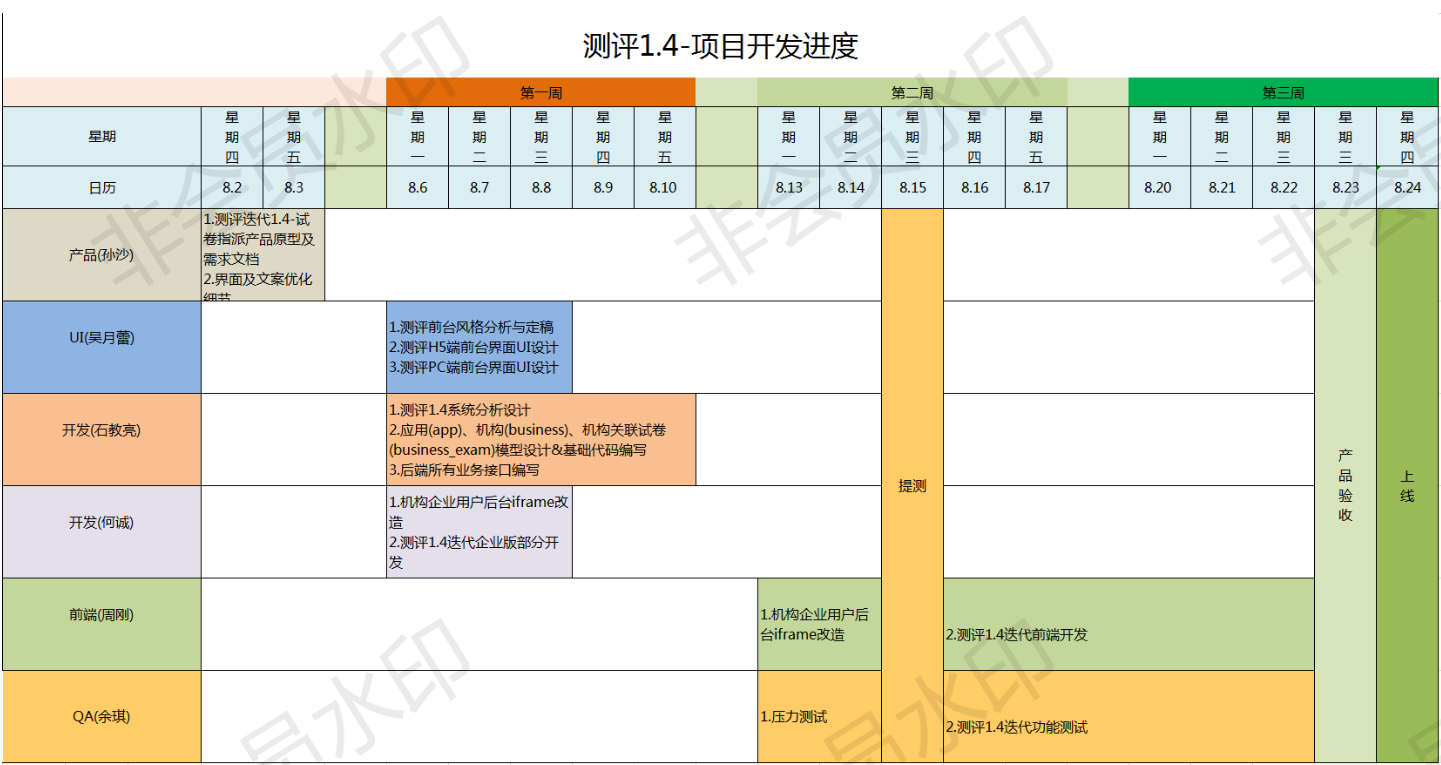 测评1.4-项目开发进度
第一周 第二周 第三周
星期 星期四 星期五 星期一 星期二 星期三 星期四 星期五 星期一 星期二 星期三 星期四 星期五 星期一 星期二 星期三 星期三 星期四
日历 8.2 8.3 8.6 8.7 8.8 8.9 8.10 8.13 8.14 8.15 8.16 8.17 8.20 8.21 8.22 8.23 8.24
产品(孙沙)
1.测评迭代1.4-试
卷指派产品原型及
需求文档
2.界面及文案优化
细节
UI(吴月蕾)
1.测评前台风格分析与定稿
2.测评H5端前台界面UI设计
3.测评PC端前台界面UI设计
开发(石教亮)
1.测评1.4系统分析设计
2.应用(app)、机构(business)、机构关联试卷
(business_exam)模型设计&基础代码编写
3.后端所有业务接口编写
开发(何诚)
1.机构企业用户后台iframe改
造
2.测评1.4迭代企业版部分开
发
前端(周刚)
1.机构企业用户后
台iframe改造
2.测评1.4迭代前端开发
QA(余琪)
1.压力测试
2.测评1.4迭代功能测试
提测
产品验收
上线
非会员水印
非会员水印
非会员水印
员水印
员水印